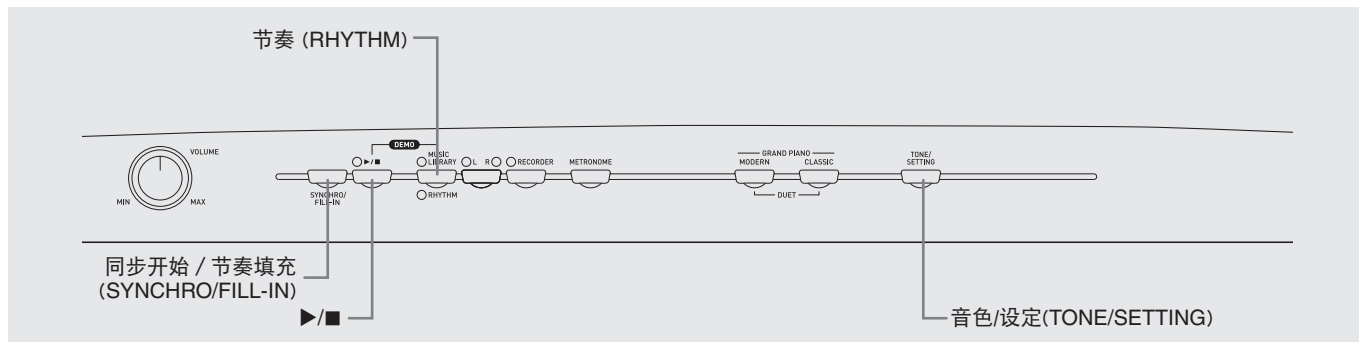 节奏 (RHYTHM)
DEMO
VOLUME
MIN
MAX
▶/■
MUSIC
LIBRARY
RHYTHM
L R
RECORDER
METRONOME
GRAND PIANO
MODERN CLASSIC
DUET
TONE/
SETTING
SYNCHRO/
FILL-IN
同步开始 / 节奏填充
(SYNCHRO/FILL-IN)
▶/■
音色/设定(TONE/SETTING)